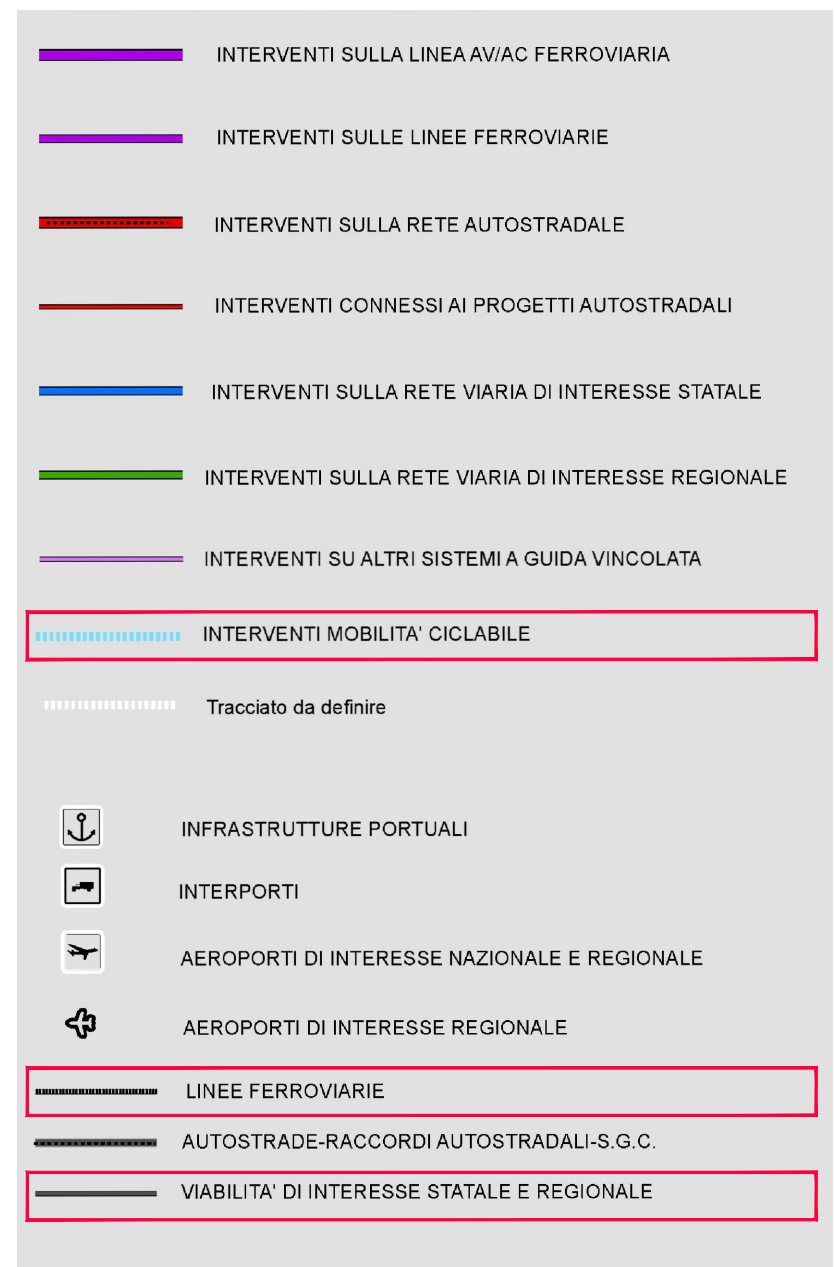 INTERVENTI SULLA LINEA AV/AC FERROVIARIA
INTERVENTI SULLE LINEE FERROVIARIE
INTERVENTI SULLA RETE AUTOSTRADALE
INTERVENTI CONNESSI AI PROGETTI AUTOSTRADALI
INTERVENTI SULLA RETE VIARIA DI INTERESSE STATALE
INTERVENTI SULLA RETE VIARIA DI INTERESSE REGIONALE
INTERVENTI SU ALTRI SISTEMI A GUIDA VINCOLATA
INTERVENTI MOBILITA' CICLABILE
Tracciato da definire
INFRASTRUTTURE PORTUALI
INTERPORTI
AEROPORTI DI INTERESSE NAZIONALE E REGIONALE
AEROPORTI DI INTERESSE REGIONALE
LINEE FERROVIARIE
AUTOSTRADE-RACCORDI AUTOSTRADALI-S.G.C.
VIABILITA' DI INTERESSE STATALE E REGIONALE